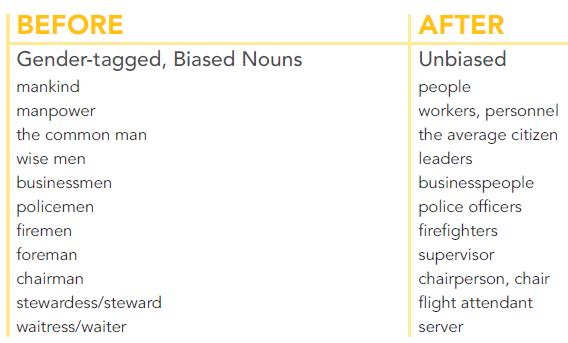 BEFORE AFTER
Gender-tagged, Biased Nouns Unbiased
mankind people
manpower workers, personnel
the common man the average citizen
wise men leaders
businessmen businesspeople
policemen police officers
firemen firefighters
foreman supervisor
chairman chairperson, chair
stewardess/steward flight attendant
waitress/waiter server